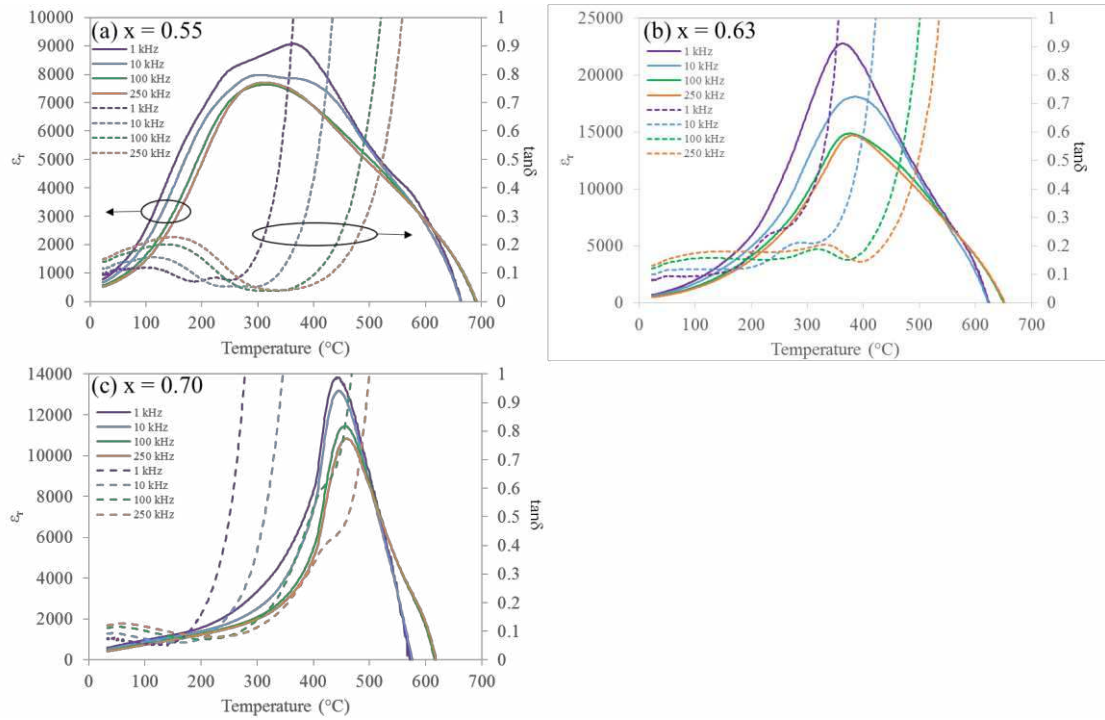 (a) x = 0.55
10000
9000
8000
7000
6000
5000
4000
3000
2000
1000
0
εr
1 kHz
10 kHz
100 kHz
250 kHz
1 kHz
10 kHz
100 kHz
250 kHz
1
0.9
0.8
0.7
0.6
0.5
0.4
0.3
0.2
0.1
0
tanδ
0 100 200 300 400 500 600 700
Temperature (°C)
(b) x = 0.63
25000
20000
15000
10000
5000
0
εr
1 kHz
10 kHz
100 kHz
250 kHz
1 kHz
10 kHz
100 kHz
250 kHz
1
0.9
0.8
0.7
0.6
0.5
0.4
0.3
0.2
0.1
0
tanδ
0 100 200 300 400 500 600 700
Temperature (°C)
(c) x = 0.70
14000
12000
10000
8000
6000
4000
2000
0
εr
1 kHz
10 kHz
100 kHz
250 kHz
1 kHz
10 kHz
100 kHz
250 kHz
1
0.9
0.8
0.7
0.6
0.5
0.4
0.3
0.2
0.1
0
tanδ
0 100 200 300 400 500 600 700
Temperature (°C)